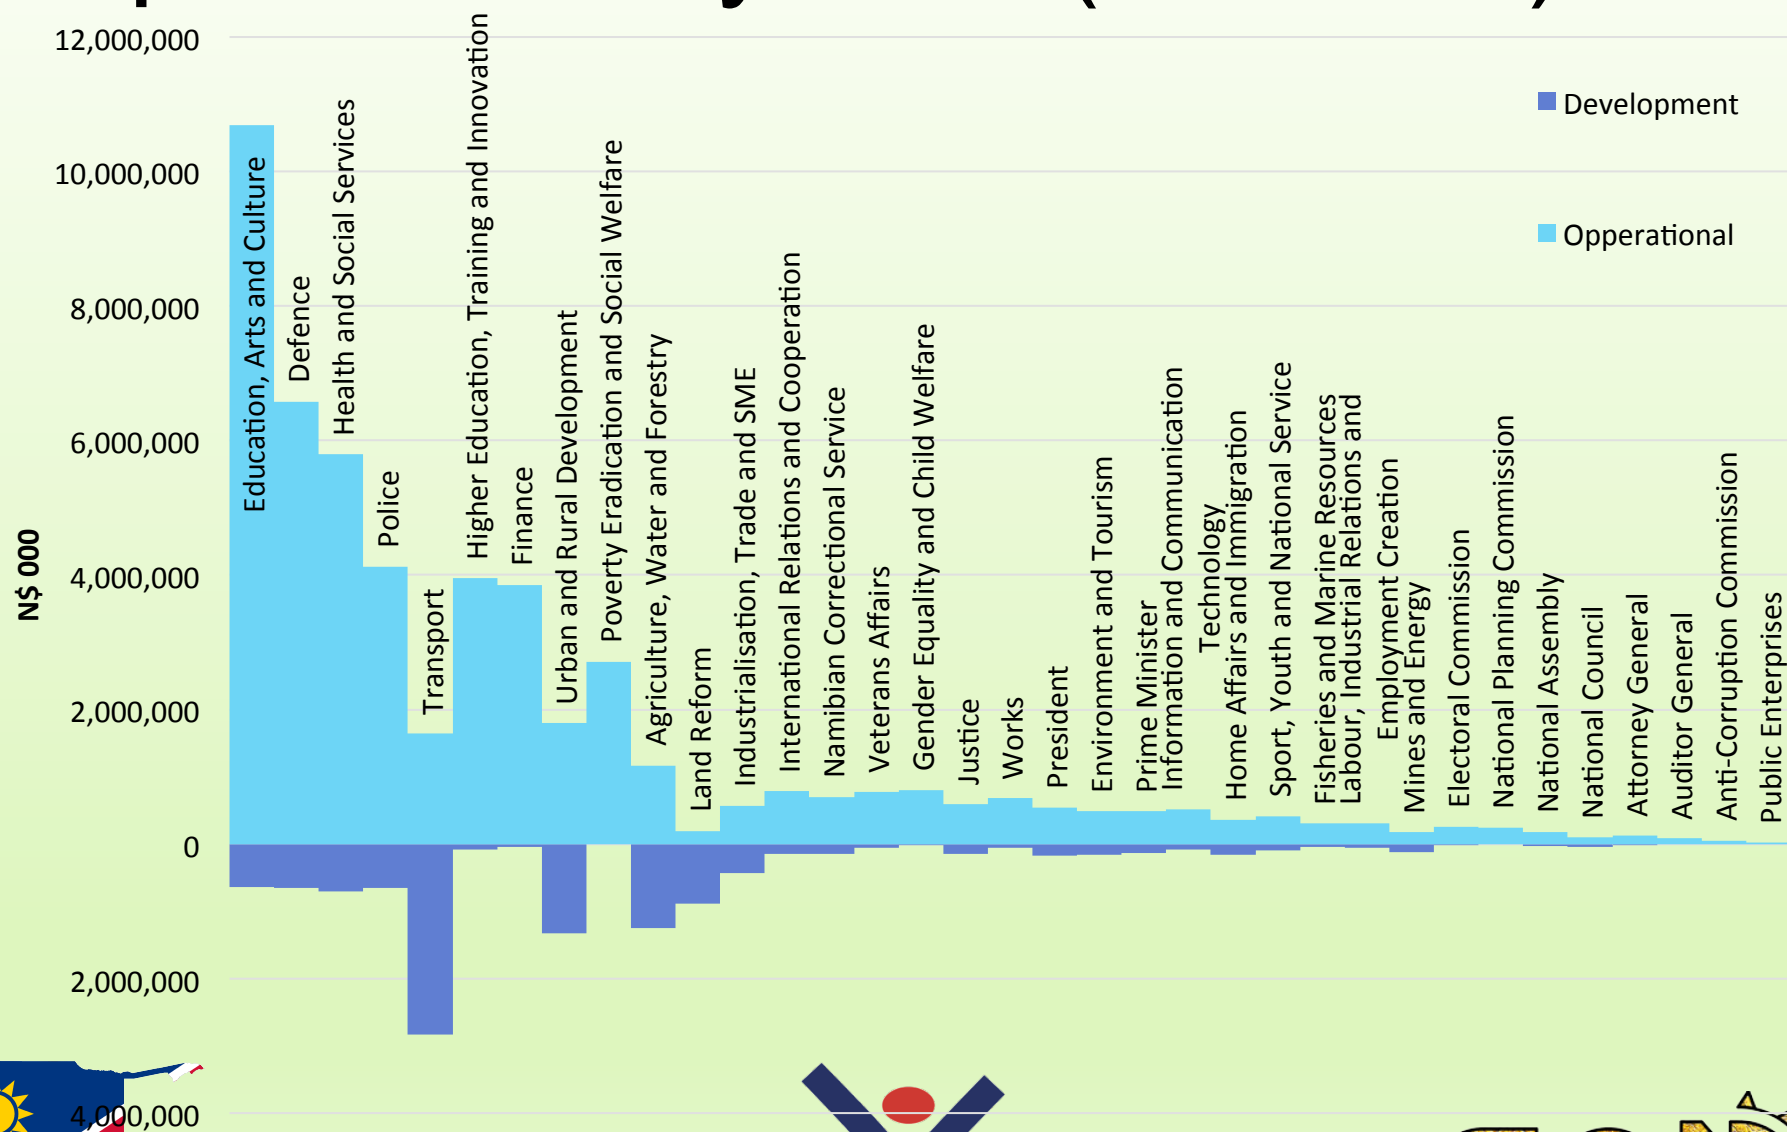 12,000,000
10,000,000
8,000,000
6,000,000
4,000,000
2,000,000
0
2,000,000
4,000,000
N$ 000
Development
Opperational
Education, Arts and Culture
Defence
Health and Social Services
Police
Transport
Higher Education, Training and Innovation
Finance
Urban and Rural Development
Poverty Eradication and Social Welfare
Agriculture, Water and Forestry
Land Reform
Industrialisation, Trade and SME
International Relations and Cooperation
Namibian Correctional Service
Veterans Affairs
Gender Equality and Child Welfare
Justice
Works
President
Environment and Tourism
Prime Minister
Information and Communication
Technology
Home Affairs and Immigration
Sport, Youth and National Service
Fisheries and Marine Resources
Labour, Industrial Relations and
Employment Creation
Mines and Energy
Electoral Commission
National Planning Commission
National Assembly
National Council
Attorney General
Auditor General
Anti-Corruption Commission
Public Enterprises